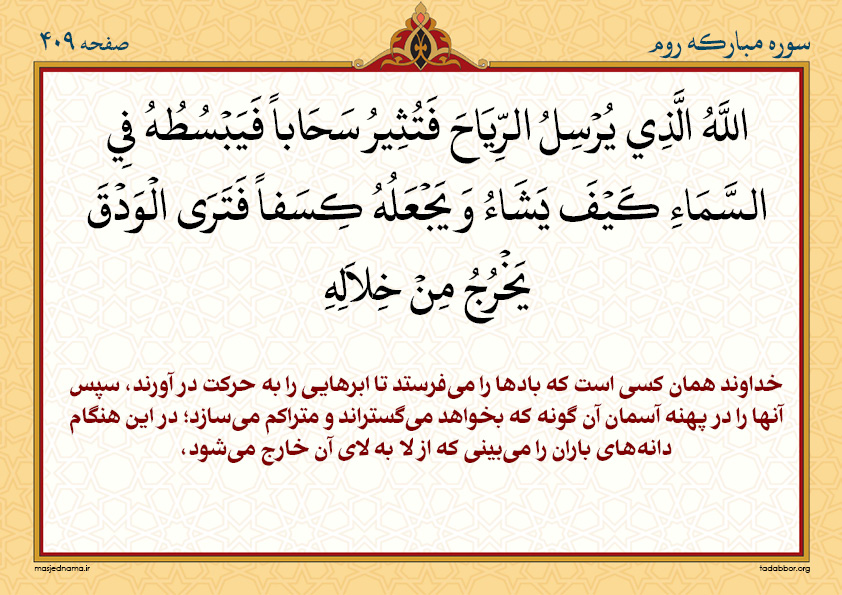 سوره مبارکه روم
صفحه ۴۰۹
اللَّهُ الَّذِي يُرْسِلُ الرِّيَاحَ فَتُثِيرُ سَحَاباً فَيَبْسُطُهُ فِي
السَّمَاءِ كَيْفَ يَشَاءُ وَ يَجْعَلُهُ كِسَفاً فَتَرَى الْوَدْقَ
يَخْرُجُ مِنْ خِلاَلِهِ
خداوند همان کسی است که بادها را می‌فرستد تا ابرهایی را به حرکت در آورند، سپس
آنها را در پهنه آسمان آن گونه که بخواهد می‌گستراند و متراکم می‌سازد؛ در این هنگام
دانه‌های باران را می‌بینی که از لا به لای آن خارج می‌شود،
masjednama.ir
tadabbor.org